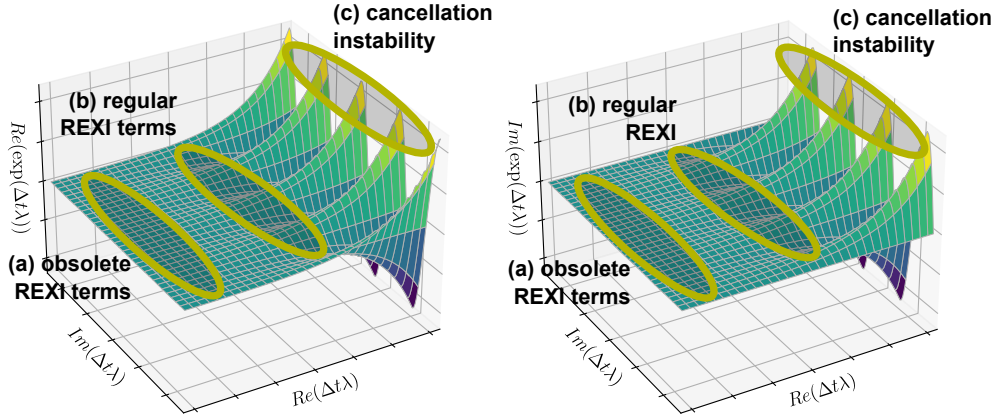 (c) cancellation
instability
(b) regular
REXI terms
Re(exp(Δtλ))
(a) obsolete
REXI terms
Im(Δtλ)
Re(Δtλ)
(c) cancellation
instability
(b) regular
REXI
Im(exp(Δtλ))
(a) obsolete
REXI terms
Im(Δtλ)
Re(Δtλ)